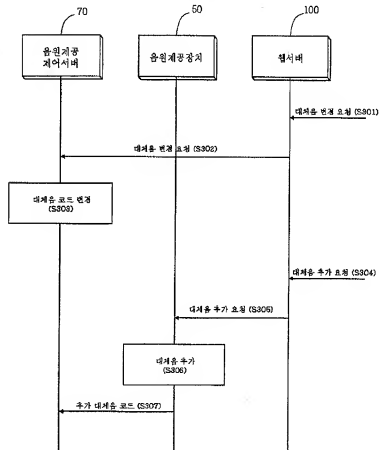 70
50
100
음원제공
제어서버
음원제공장치
웹서버
대체음 변경 요청 (S301)
대체음 변경 요청 (S302)
대체음 코드 변경
(S303)
대체음 추가 요청 (S304)
대체음 추가 요청 (S305)
대체음 추가
(S306)
추가 대체음 코드 (S307)